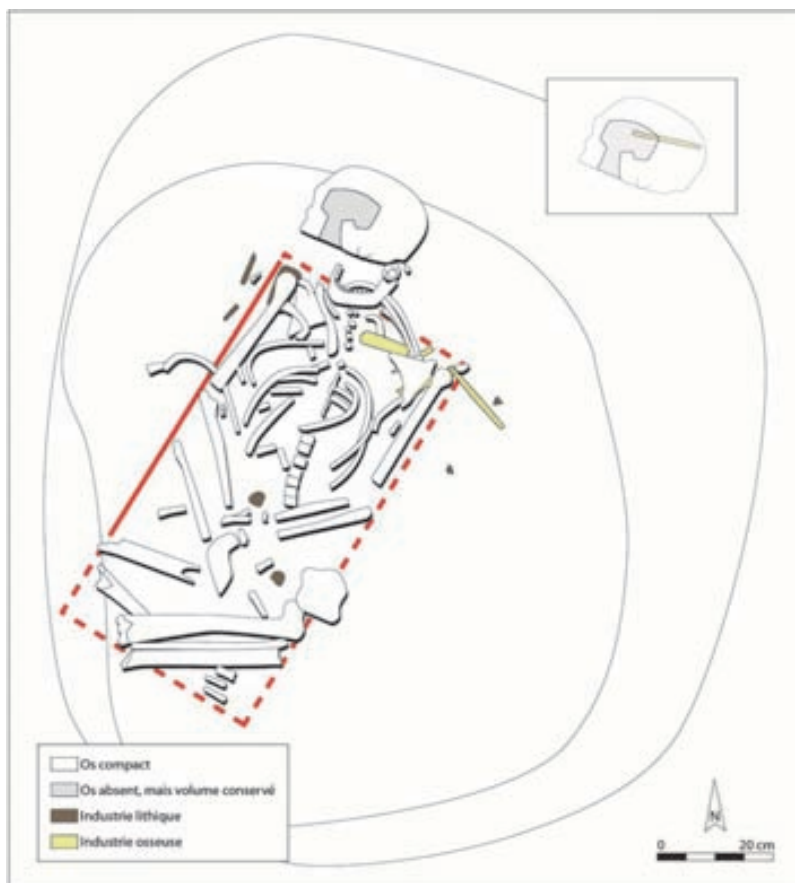 Os compact
Os absent, mais volume conservé
Industrie lithique
Industrie osseuse
N
0 20 cm